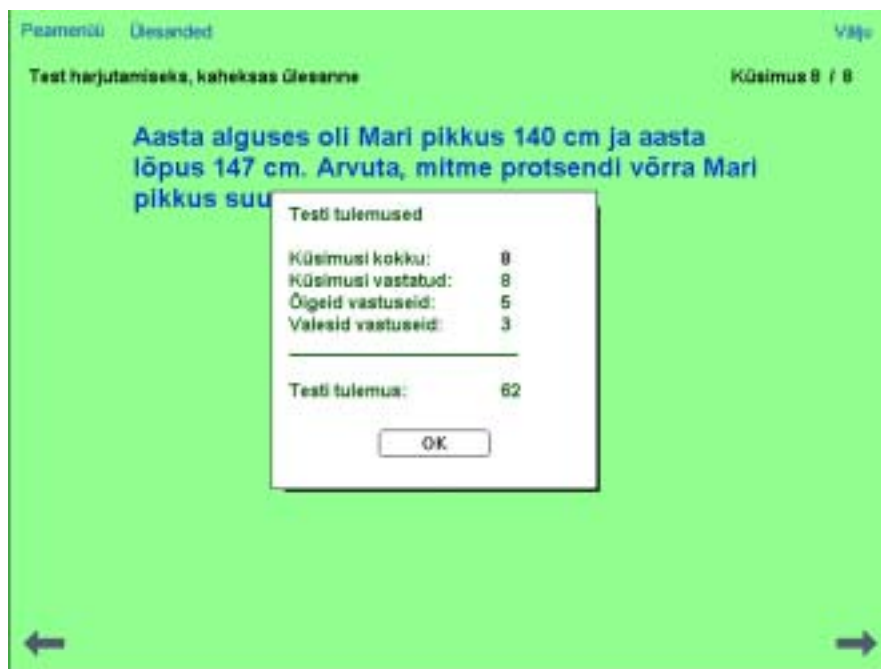 Peamenüü Ülesanded Välju
Test harjutamiseks, kaheksas ülesanne Küsimus 8 / 8
Aasta alguses oli Mari pikkus 140 cm ja aasta
lõpus 147 cm. Arvuta, mitme protsendi võrra Mari
pikkus suu
Testi tulemused
Küsimusi kokku: 8
Küsimusi vastatud: 8
Õigeid vastuseid: 5
Valesid vastuseid: 3
Testi tulemus: 62
OK